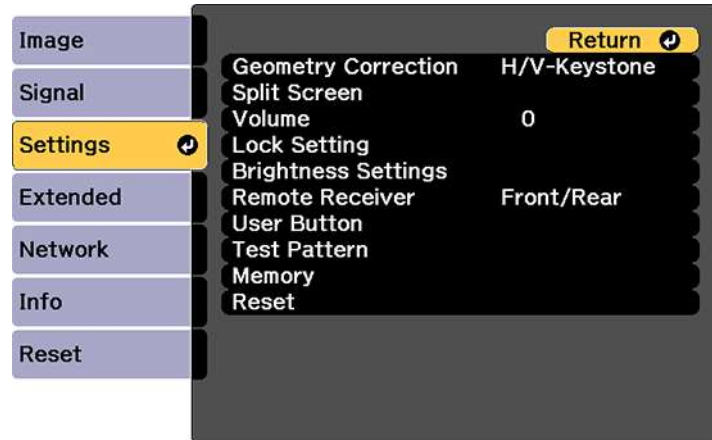 Image
Signal
Settings
Extended
Network
Info
Reset
Return
Geometry Correction H/V-Keystone
Split Screen
Volume 0
Lock Setting
Brightness Settings
Remote Receiver Front/Rear
User Button
Test Pattern
Memory
Reset